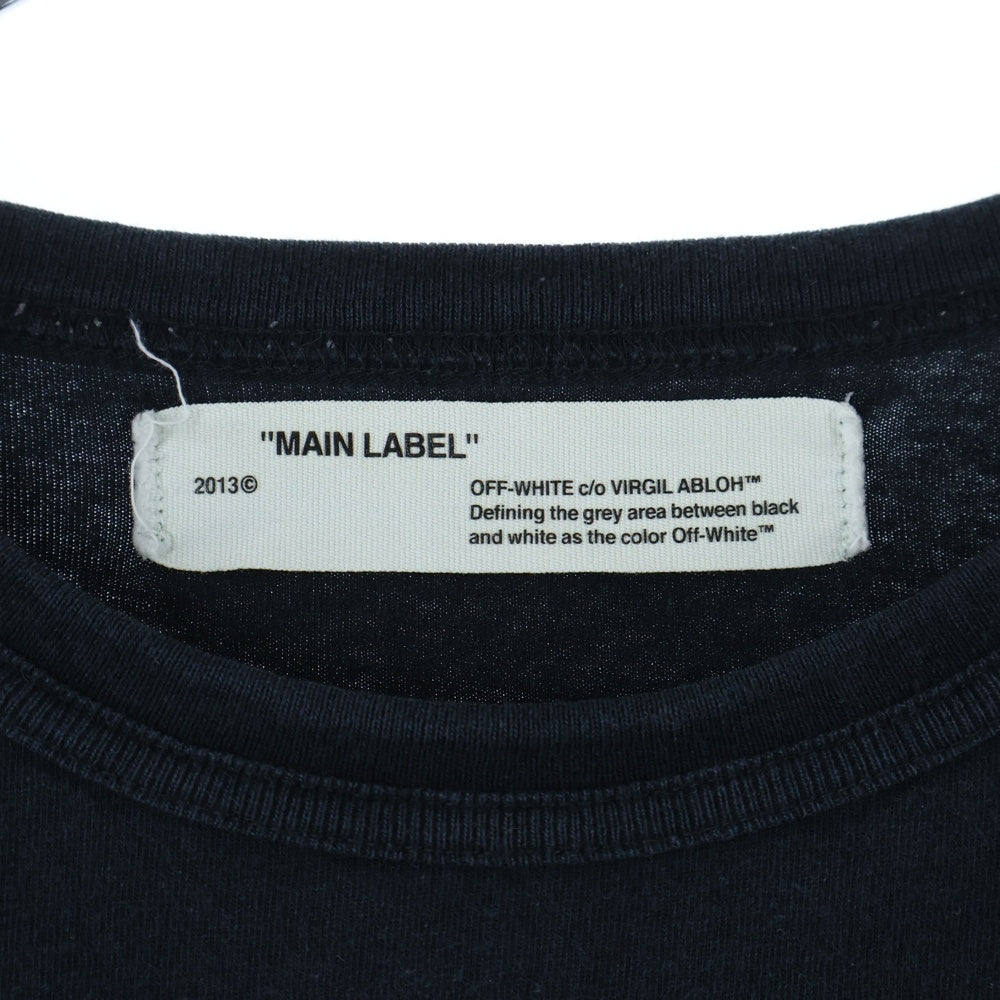 "MAIN LABEL"
2013© OFF-WHITE c/o VIRGIL ABLOH™
Defining the grey area between black
and white as the color Off-White™